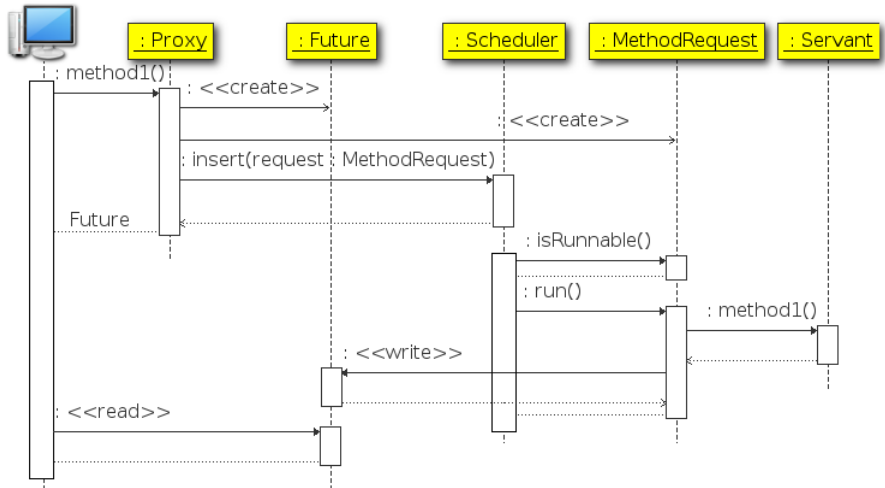 : Proxy
: Future
: Scheduler
: MethodRequest
: Servant
: method1()
: <<create>>
: <<create>>
: insert(request : MethodRequest)
Future
: isRunnable()
: run()
: method1()
: <<write>>
: <<read>>